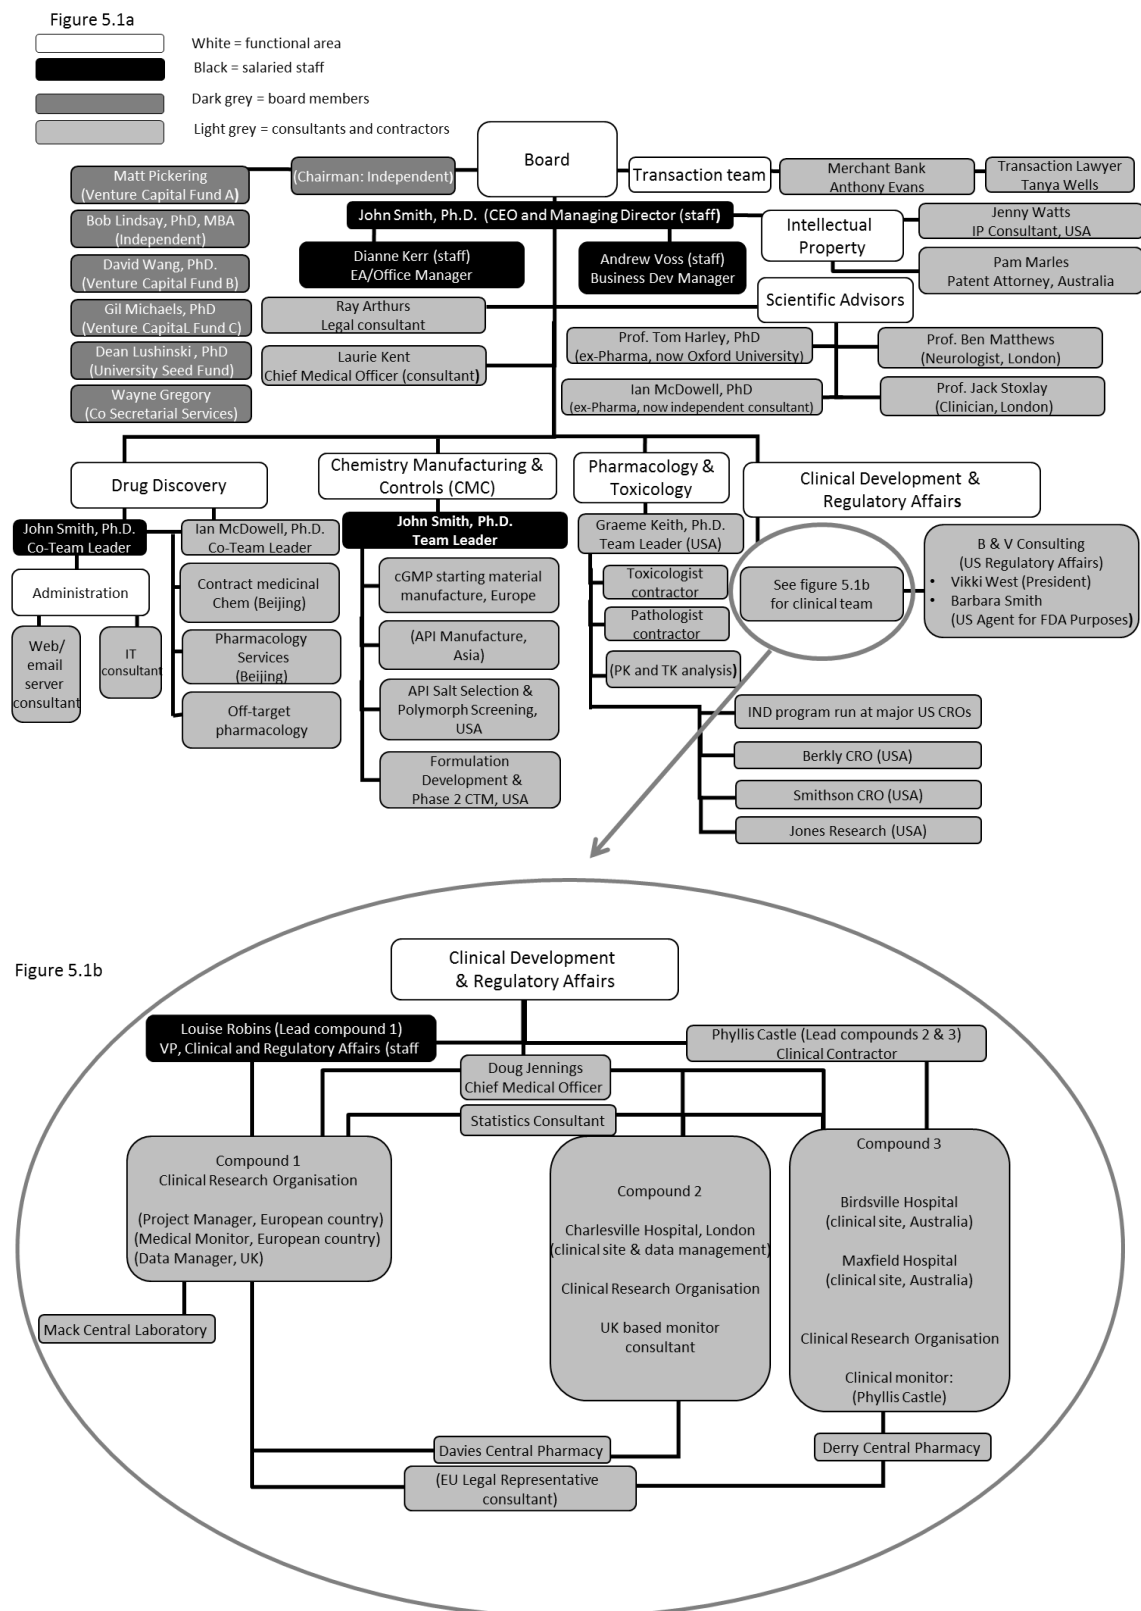 Figure 5.1a
White = functional area
Black = salaried staff
Dark grey = board members
Light grey = consultants and contractors
Board
(Chairman: Independent)
Transaction team
Merchant Bank
Anthony Evans
Transaction Lawyer
Tanya Wells
Matt Pickering
(Venture Capital Fund A)
Bob Lindsay, PhD, MBA
(Independent)
David Wang, PhD.
(Venture Capital Fund B)
Gil Michaels, PhD
(Venture CapitaL Fund C)
Dean Lushinski , PhD
(University Seed Fund)
Wayne Gregory
(Co Secretarial Services)
John Smith, Ph.D. (CEO and Managing Director (staff)
Dianne Kerr (staff)
EA/Office Manager
Andrew Voss (staff)
Business Dev Manager
Intellectual
Property
Jenny Watts
IP Consultant, USA
Pam Marles
Patent Attorney, Australia
Ray Arthurs
Legal consultant
Laurie Kent
Chief Medical Officer (consultant)
Scientific Advisors
Prof. Tom Harley, PhD
(ex-Pharma, now Oxford University)
Prof. Ben Matthews
(Neurologist, London)
Ian McDowell, PhD
(ex-Pharma, now independent consultant)
Prof. Jack Stoxlay
(Clinician, London)
Drug Discovery
John Smith, Ph.D.
Co-Team Leader
Ian McDowell, Ph.D.
Co-Team Leader
Administration
Web/
email
server
consultant
IT
consultant
Contract medicinal
Chem (Beijing)
Pharmacology
Services
(Beijing)
Off-target
pharmacology
Chemistry Manufacturing &
Controls (CMC)
John Smith, Ph.D.
Team Leader
cGMP starting material
manufacture, Europe
(API Manufacture,
Asia)
API Salt Selection &
Polymorph Screening,
USA
Formulation
Development &
Phase 2 CTM, USA
Pharmacology &
Toxicology
Graeme Keith, Ph.D.
Team Leader (USA)
Toxicologist
contractor
Pathologist
contractor
(PK and TK analysis)
IND program run at major US CROs
Berkly CRO (USA)
Smithson CRO (USA)
Jones Research (USA)
Clinical Development &
Regulatory Affairs
See figure 5.1b
for clinical team
B & V Consulting
(US Regulatory Affairs)
• Vikki West (President)
• Barbara Smith
(US Agent for FDA Purposes)
Figure 5.1b
Clinical Development
& Regulatory Affairs
Louise Robins (Lead compound 1)
VP, Clinical and Regulatory Affairs (staff
Phyllis Castle (Lead compounds 2 & 3)
Clinical Contractor
Doug Jennings
Chief Medical Officer
Statistics Consultant
Compound 1
Clinical Research Organisation
(Project Manager, European country)
(Medical Monitor, European country)
(Data Manager, UK)
Mack Central Laboratory
Compound 2
Charlesville Hospital, London
(clinical site & data management)
Clinical Research Organisation
UK based monitor
consultant
Compound 3
Birdsville Hospital
(clinical site, Australia)
Maxfield Hospital
(clinical site, Australia)
Clinical Research Organisation
Clinical monitor:
(Phyllis Castle)
Davies Central Pharmacy
Derry Central Pharmacy
(EU Legal Representative
consultant)